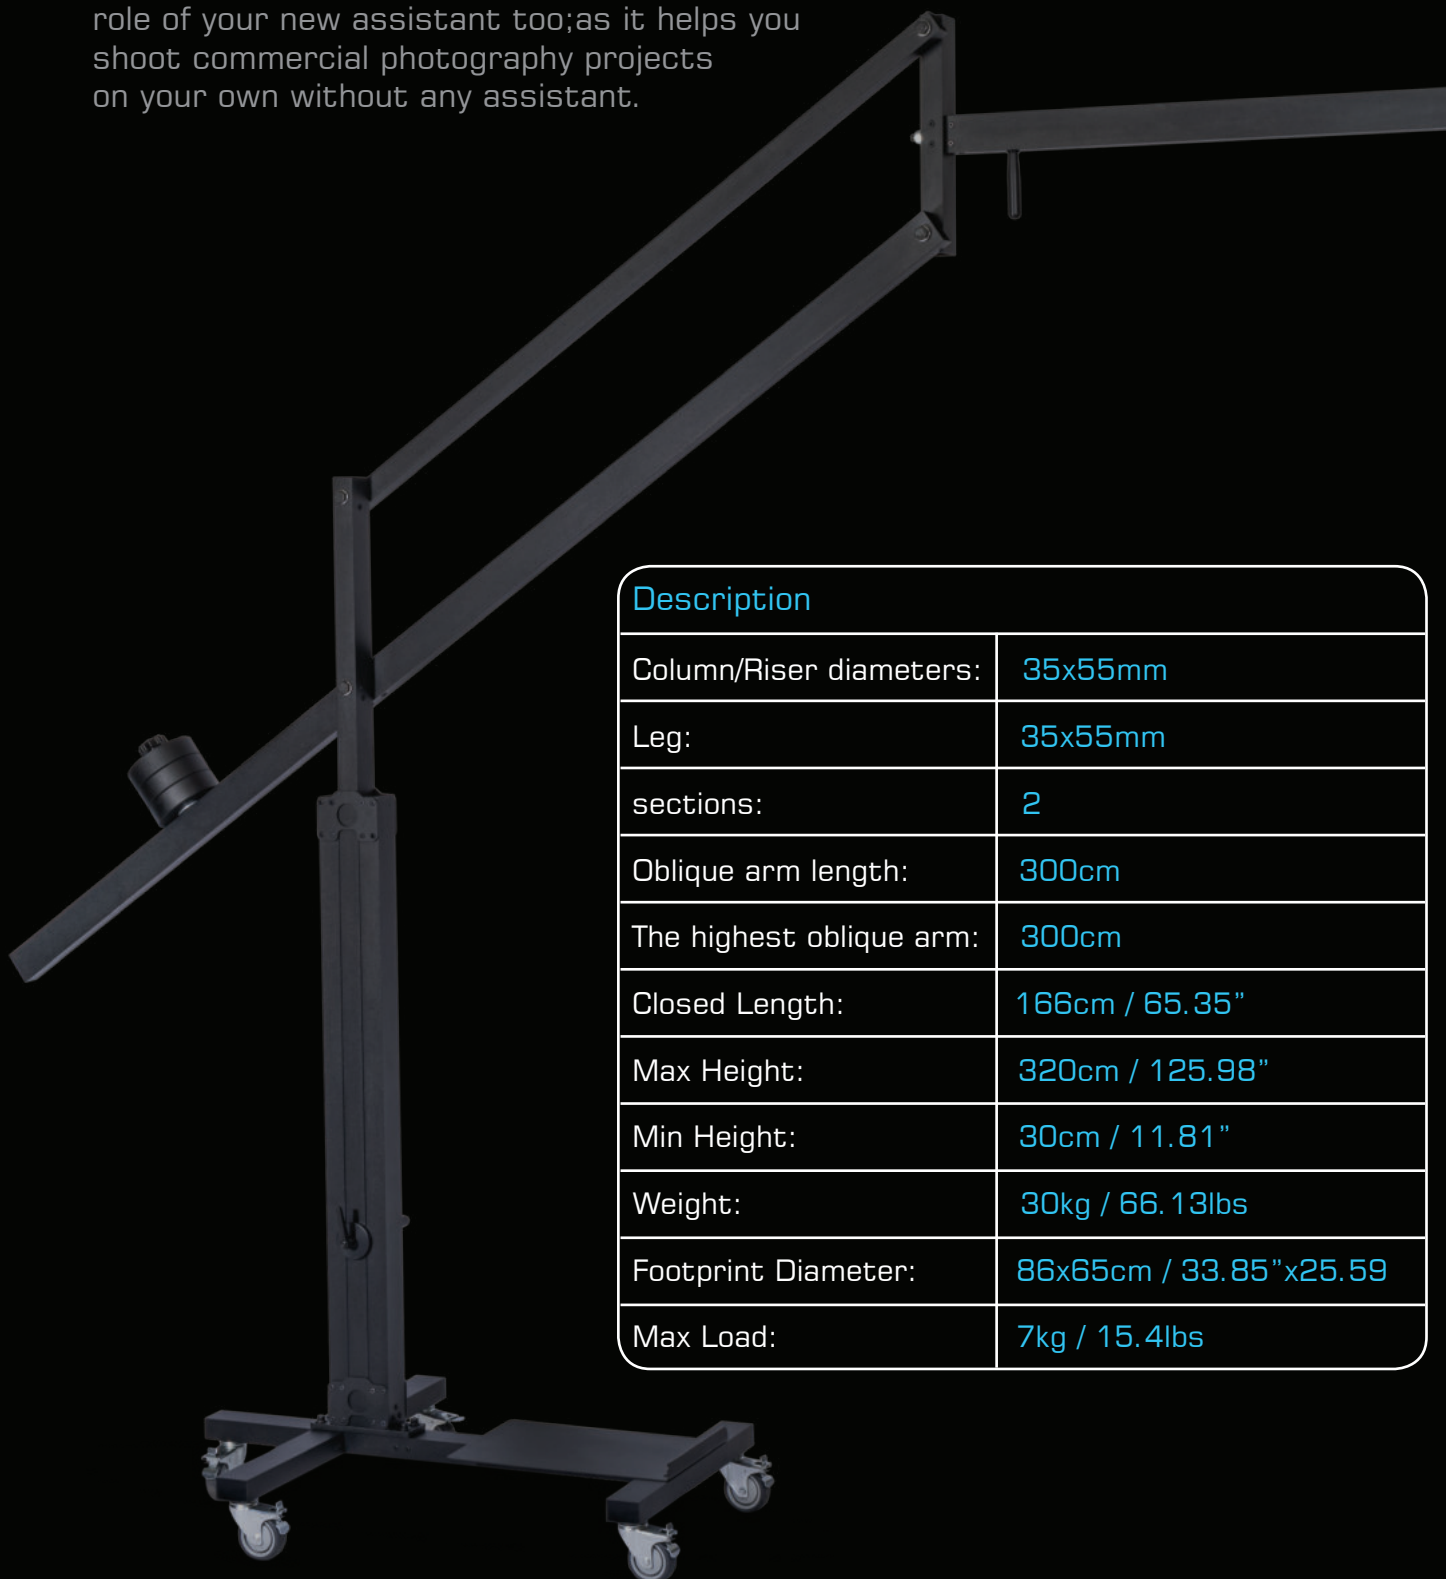 role of your new assistant too;as it helps you
shoot commercial photography projects
on your own without any assistant.
Description
Column/Riser diameters: 35x55mm
Leg: 35x55mm
sections: 2
Oblique arm length: 300cm
The highest oblique arm: 300cm
Closed Length: 166cm / 65.35”
Max Height: 320cm / 125.98”
Min Height: 30cm / 11.81”
Weight: 30kg / 66.13lbs
Footprint Diameter: 86x65cm / 33.85”x25.59
Max Load: 7kg / 15.4lbs